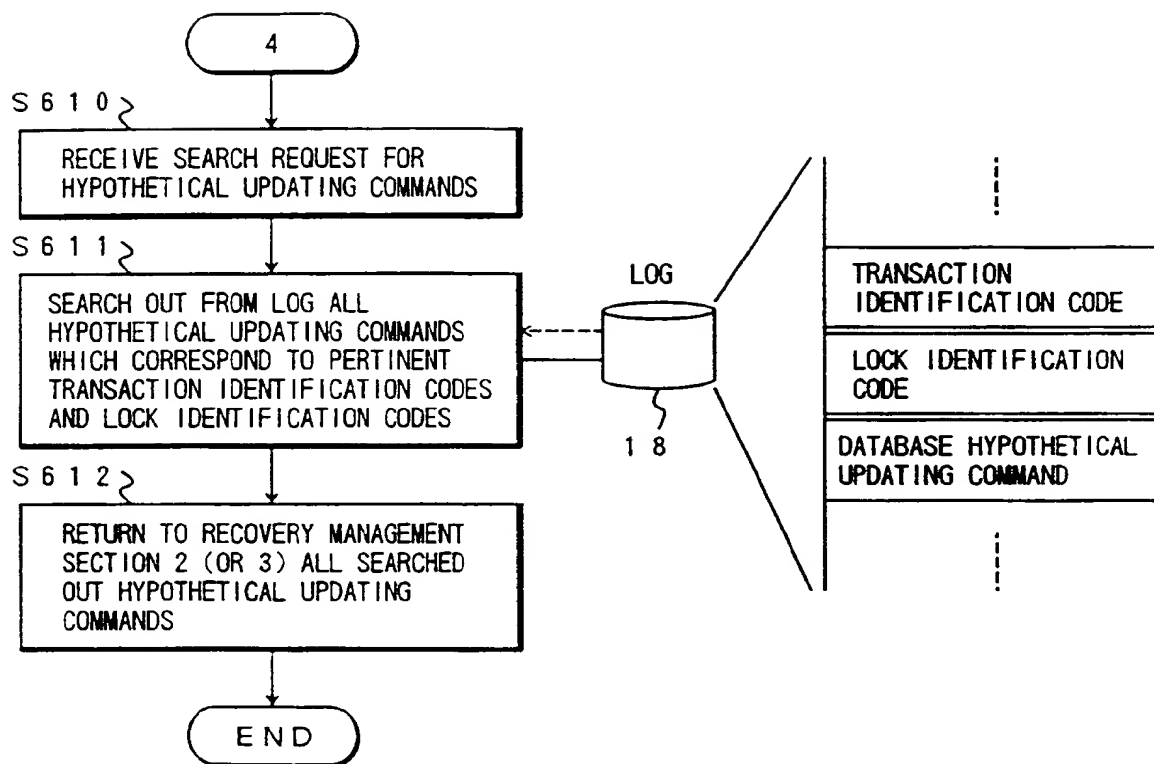 4
S610
RECEIVE SEARCH REQUEST FOR
HYPOTHETICAL UPDATING COMMANDS
S611
SEARCH OUT FROM LOG ALL
HYPOTHETICAL UPDATING COMMANDS
WHICH CORRESPOND TO PERTINENT
TRANSACTION IDENTIFICATION CODES
AND LOCK IDENTIFICATION CODES
S612
RETURN TO RECOVERY MANAGEMENT
SECTION 2 (OR 3) ALL SEARCHED
OUT HYPOTHETICAL UPDATING
COMMANDS
END
LOG
18
TRANSACTION
IDENTIFICATION CODE
LOCK IDENTIFICATION
CODE
DATABASE HYPOTHETICAL
UPDATING COMMAND